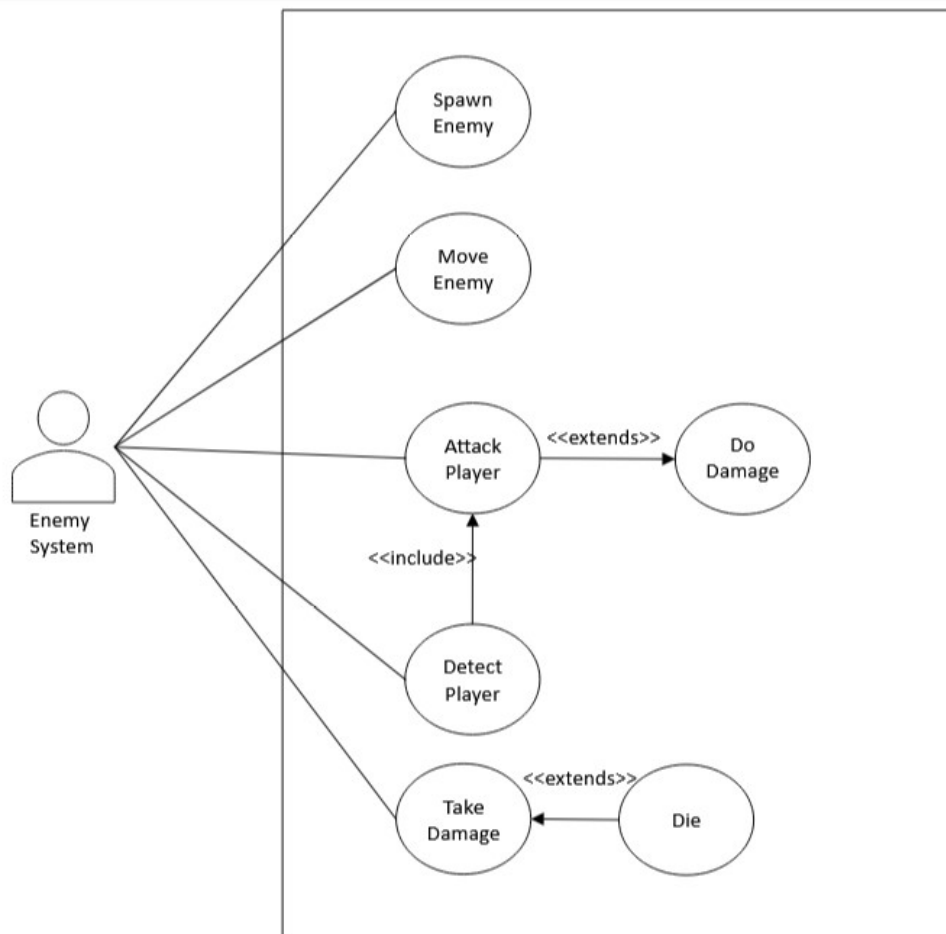 Spawn
Enemy
Move
Enemy
Attack
Player
<<extends>>
Do
Damage
Enemy
System
<<include>>
Detect
Player
Take
Damage
<<extends>>
Die